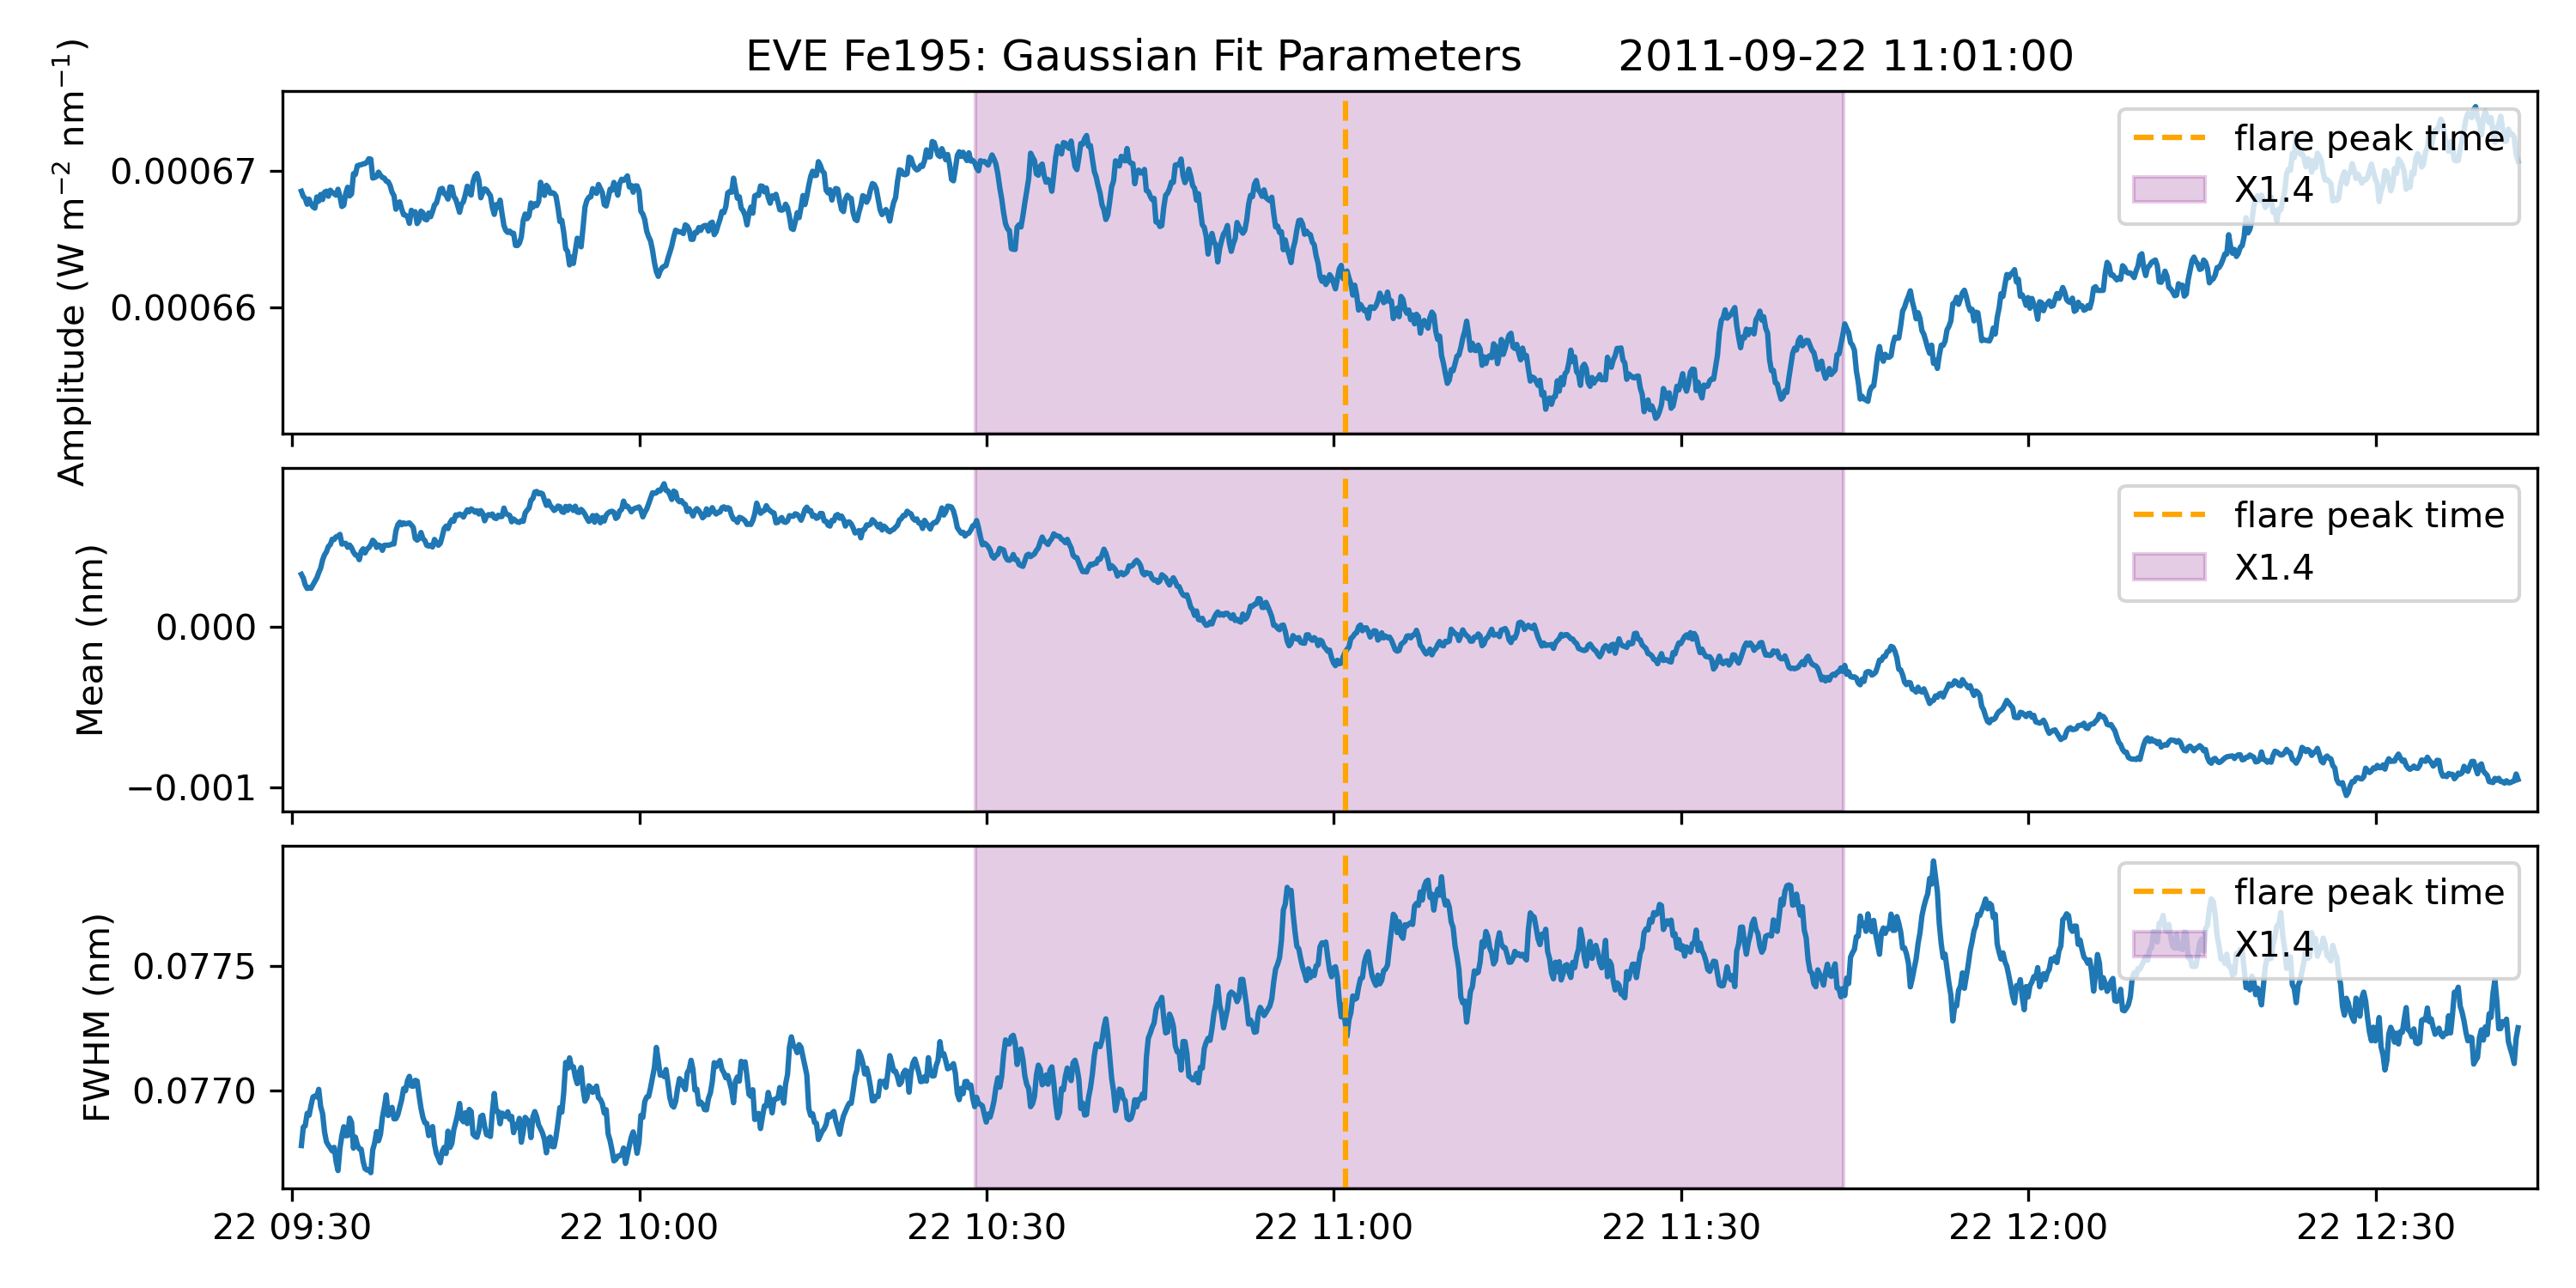 EVE Fe195: Gaussian Fit Parameters 2011-09-22 11:01:00
Amplitude (W m⁻² nm⁻¹)
0.00067
0.00066
flare peak time
X1.4
Mean (nm)
0.000
−0.001
flare peak time
X1.4
FWHM (nm)
0.0775
0.0770
flare peak time
X1.4
22 09:30 22 10:00 22 10:30 22 11:00 22 11:30 22 12:00 22 12:30